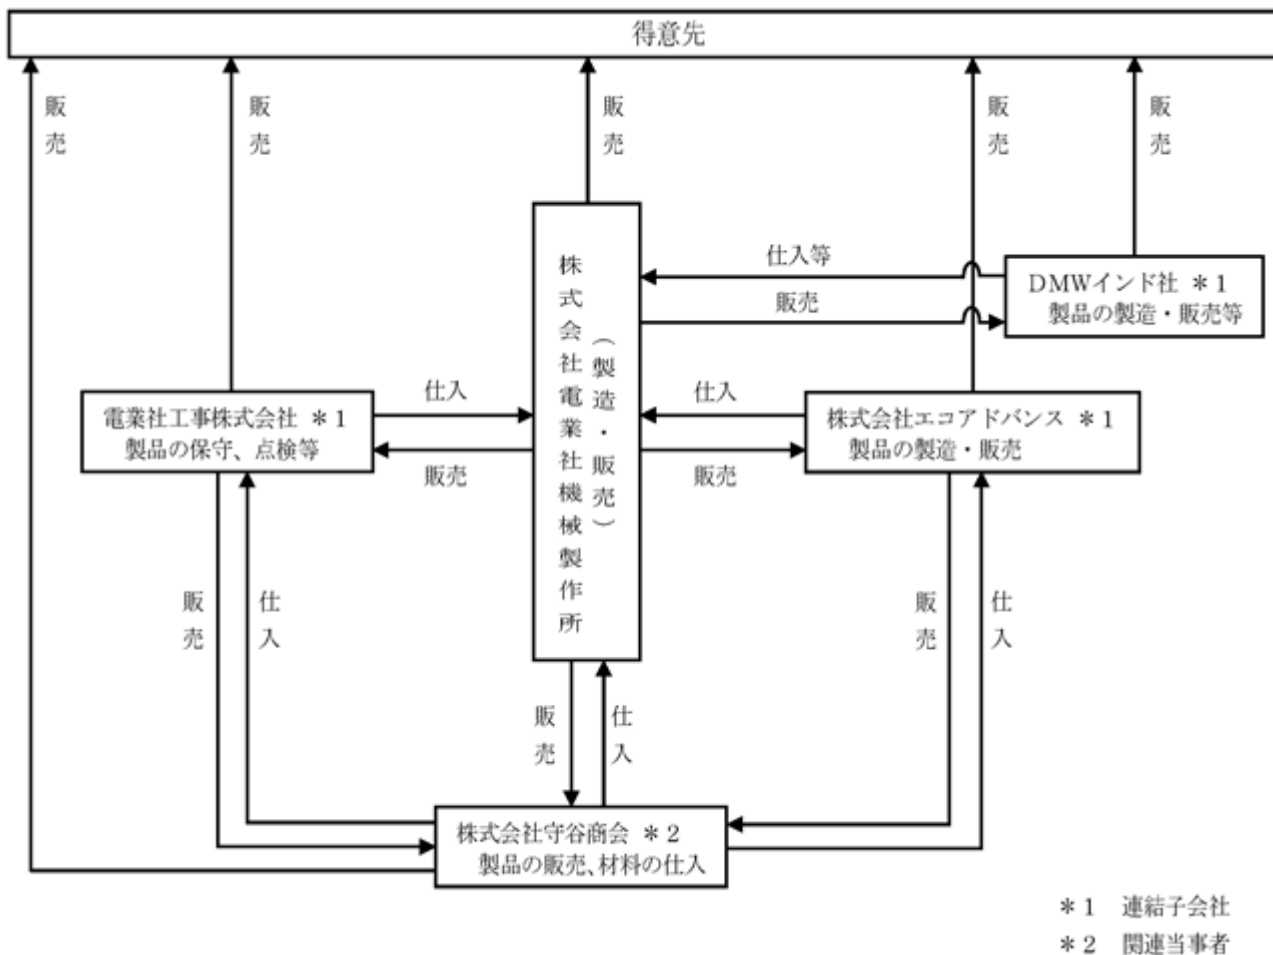 得意先
販売
販売
販売
販売
販売
仕入等
販売
DMWインド社 ＊1
製品の製造・販売等
株式会社電業社機械製作所
（製造・販売）
電業社工事株式会社 ＊1
製品の保守、点検等
仕入
販売
仕入
販売
株式会社エコアドバンス ＊1
製品の製造・販売
販売
仕入
販売
仕入
販売
仕入
株式会社守谷商会 ＊2
製品の販売、材料の仕入
＊1 連結子会社
＊2 関連当事者